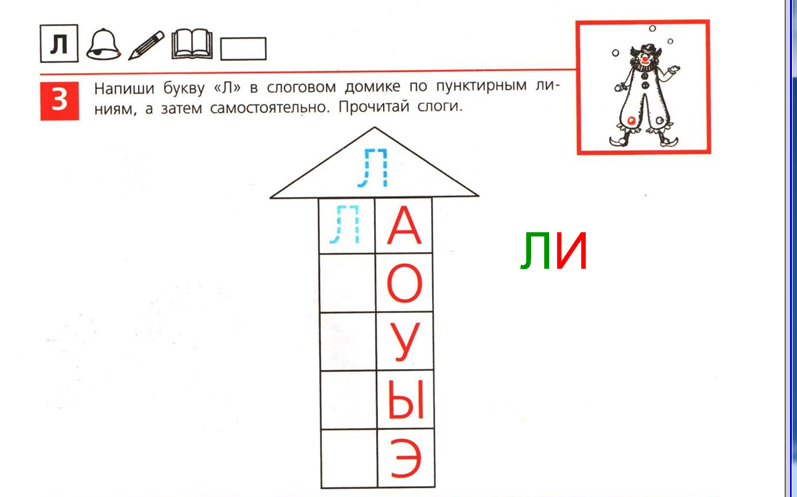 Л
3
Напиши букву «Л» в слоговом домике по пунктирным ли-
ниям, а затем самостоятельно. Прочитай слоги.
Л
Л А
О
У
Ы
Э
ЛИ